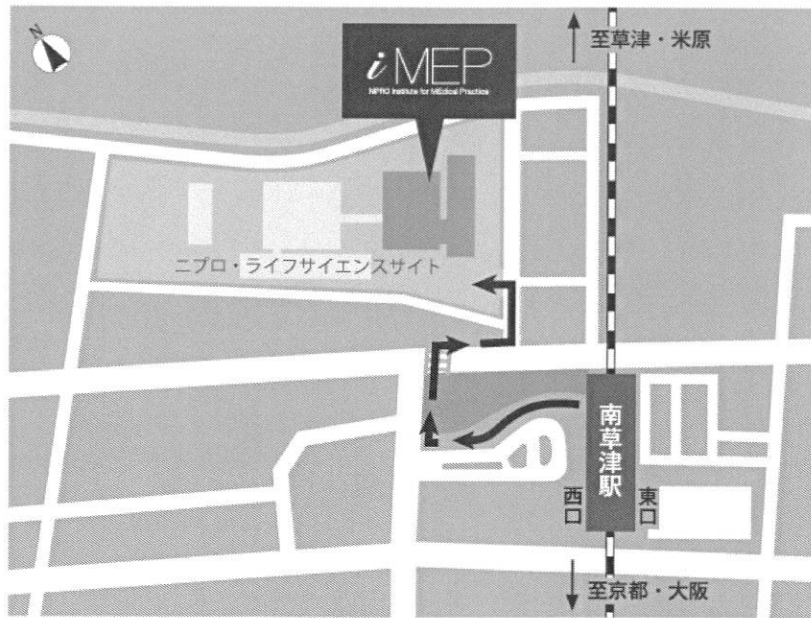 N
至草津・米原
i MEP
NIPRO Institute for MEdical Practice
ニプロ・ライフサイエンスサイト
南草津駅
西口
東口
至京都・大阪